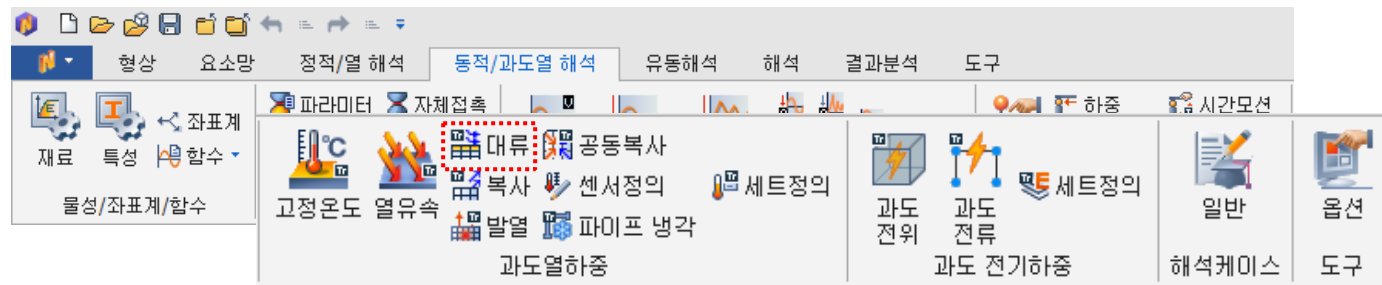 형상 요소망 정적/열 해석 동적/과도열 해석 유동해석 해석 결과분석 도구
파라미터 자체접촉 하중 시간모션
재료 특성 좌표계
함수
물성/좌표계/함수
고정온도 열유속 대류 공동복사
복사 센서정의 세트정의
발열 파이프 냉각
과도열하중
과도 전위 과도 전류 세트정의
과도 전기하중
일반
해석케이스
옵션
도구